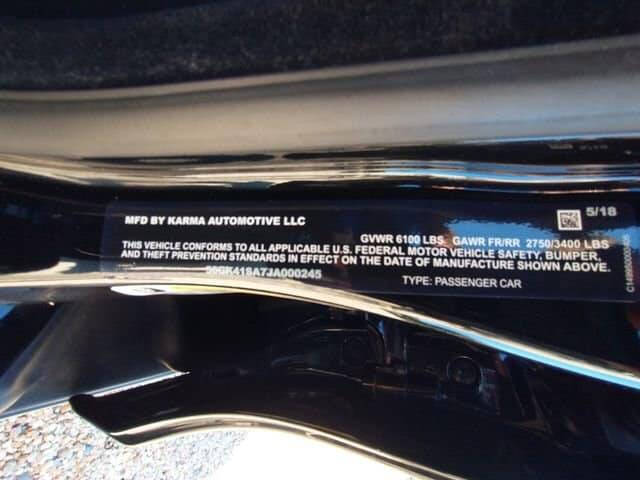 5/18
MFD BY KARMA AUTOMOTIVE LLC
GVWR 6100 LBS GAWR FR/RR 2750/3400 LBS
THIS VEHICLE CONFORMS TO ALL APPLICABLE U.S. FEDERAL MOTOR VEHICLE SAFETY, BUMPER,
AND THEFT PREVENTION STANDARDS IN EFFECT ON THE DATE OF MANUFACTURE SHOWN ABOVE.
TYPE: PASSENGER CAR